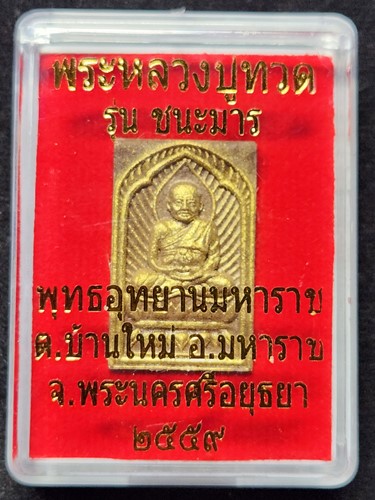 พระหลวงปู่ทวด
รุ่น ชนะมาร
พุทธอุทยานมหาราช
ต.บ้านใหม่ อ.มหาราช
จ.พระนครศรีอยุธยา
๒๕๕๙